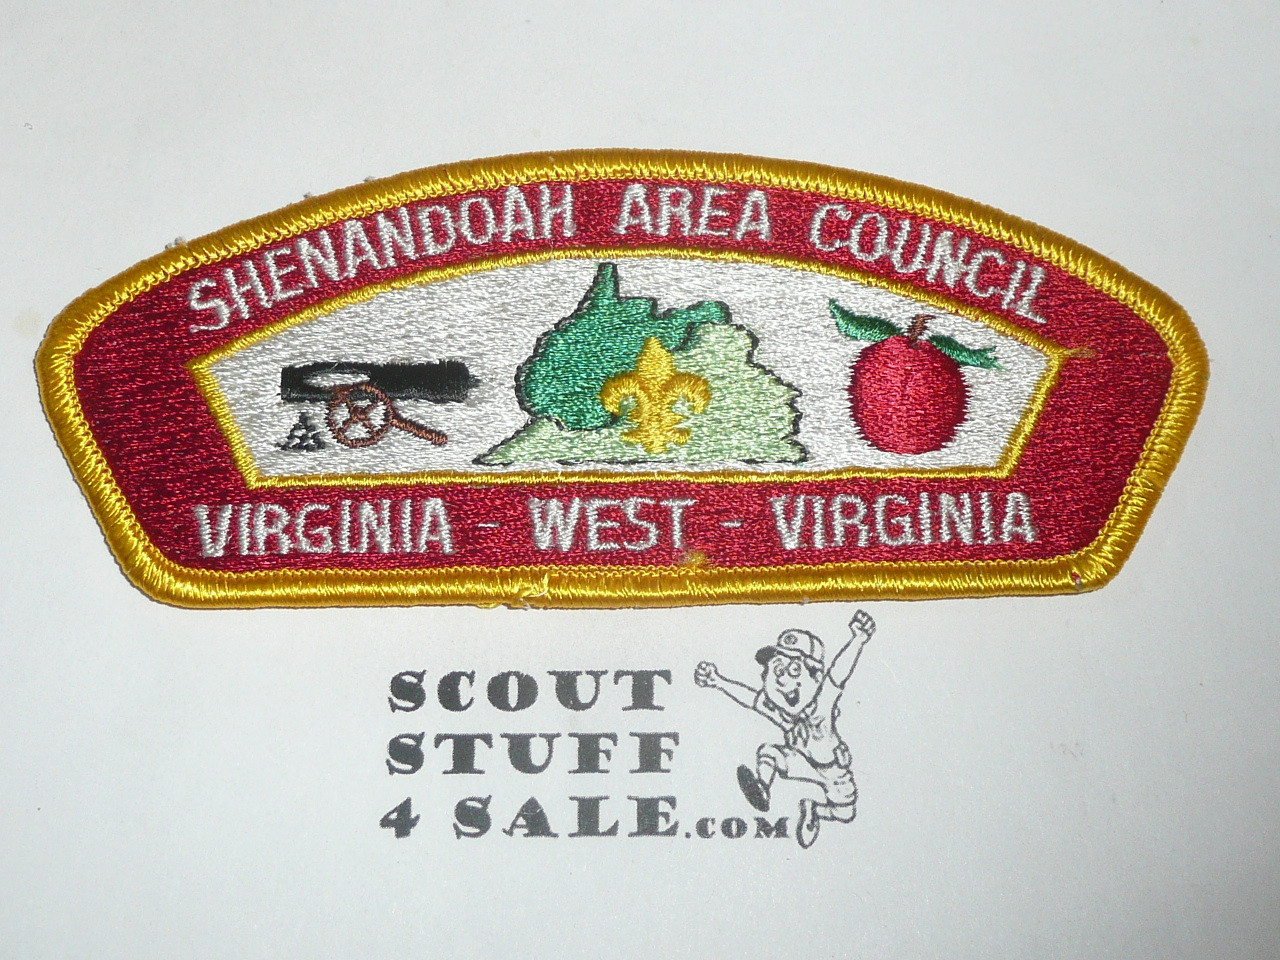 SHENANDOAH AREA COUNCIL
VIRGINIA - WEST - VIRGINIA
SCOUT
STUFF
4 SALE.COM